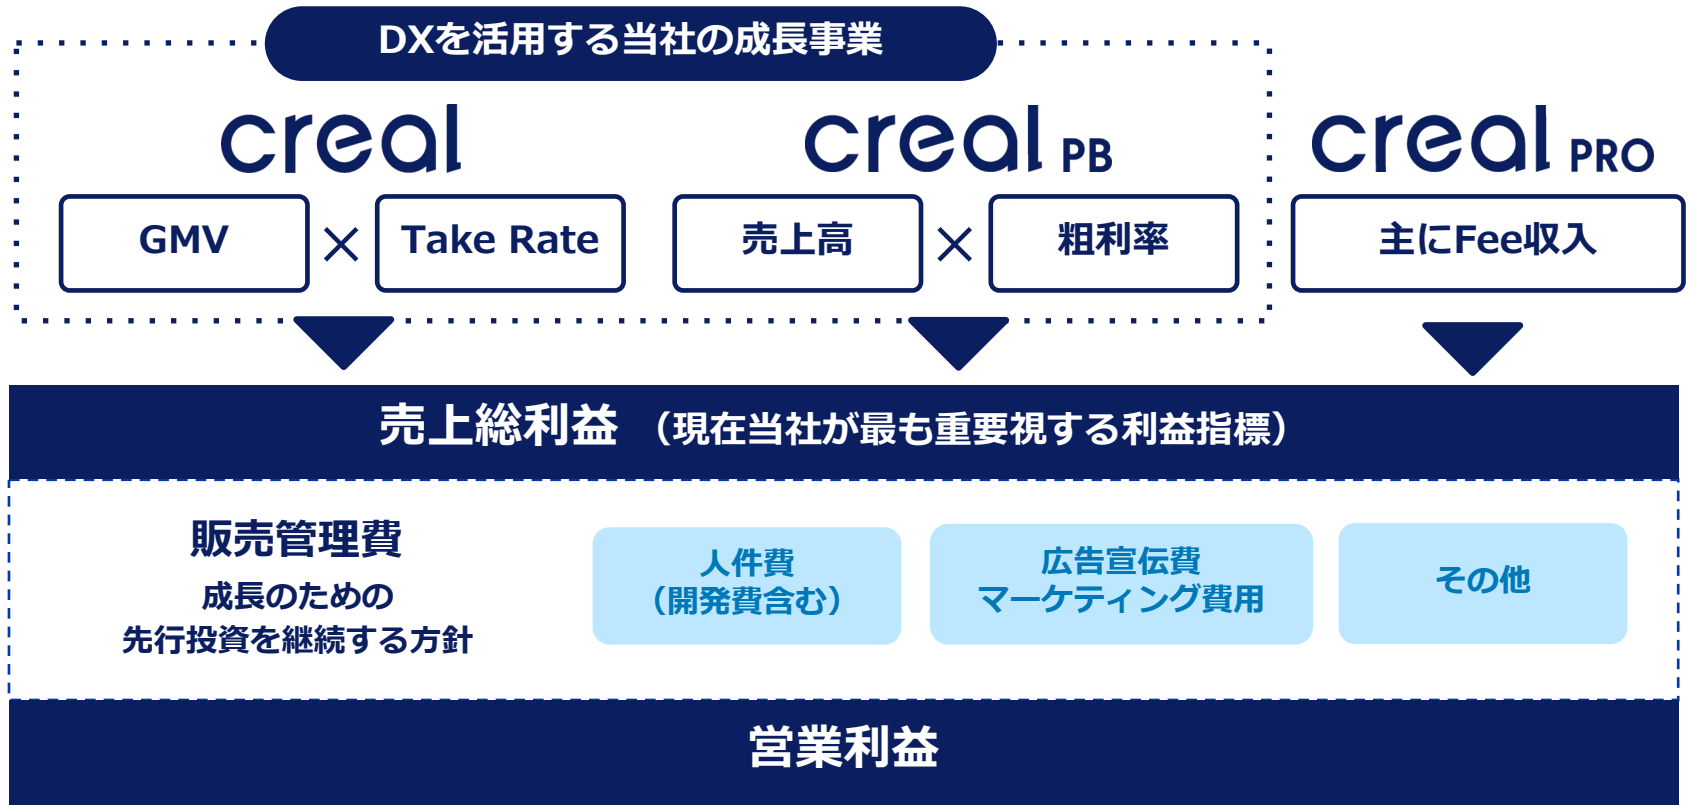 DXを活用する当社の成長事業
creal
creal PB
creal PRO
GMV × Take Rate
売上高 × 粗利率
主にFee収入
売上総利益 （現在当社が最も重要視する利益指標）
販売管理費
成長のための
先行投資を継続する方針
人件費
（開発費含む）
広告宣伝費
マーケティング費用
その他
営業利益